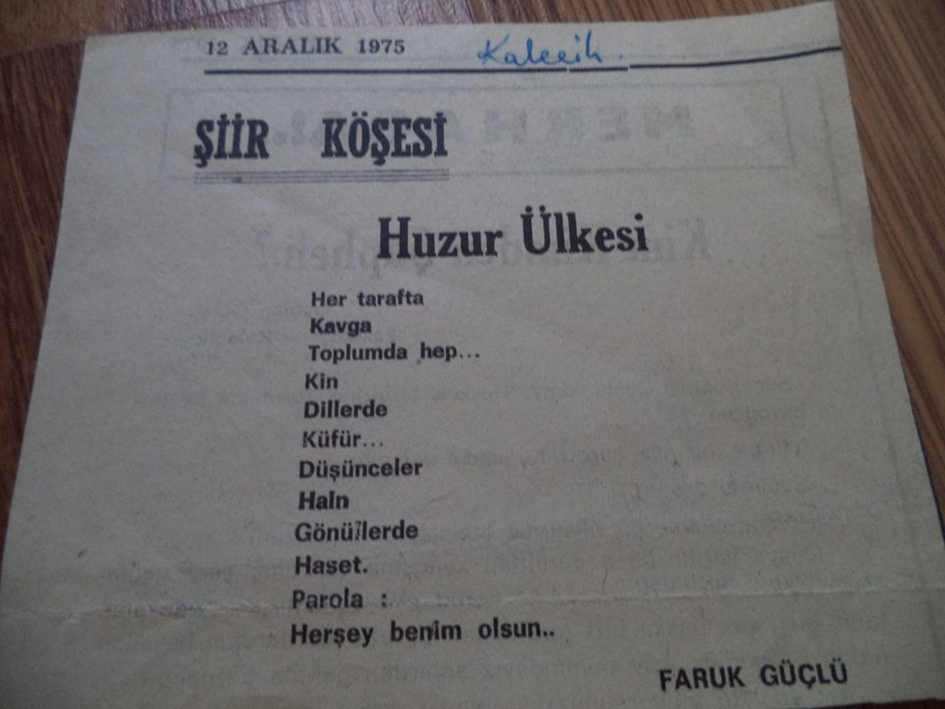 12 ARALIK 1975 Kalecik.
ŞİİR KÖŞESİ
Huzur Ülkesi
Her tarafta
Kavga
Toplumda hep...
Kin
Dillerde
Küfür...
Düşünceler
Hain
Gönüllerde
Haset.
Parola :
Herşey benim olsun..
FARUK GÜÇLÜ